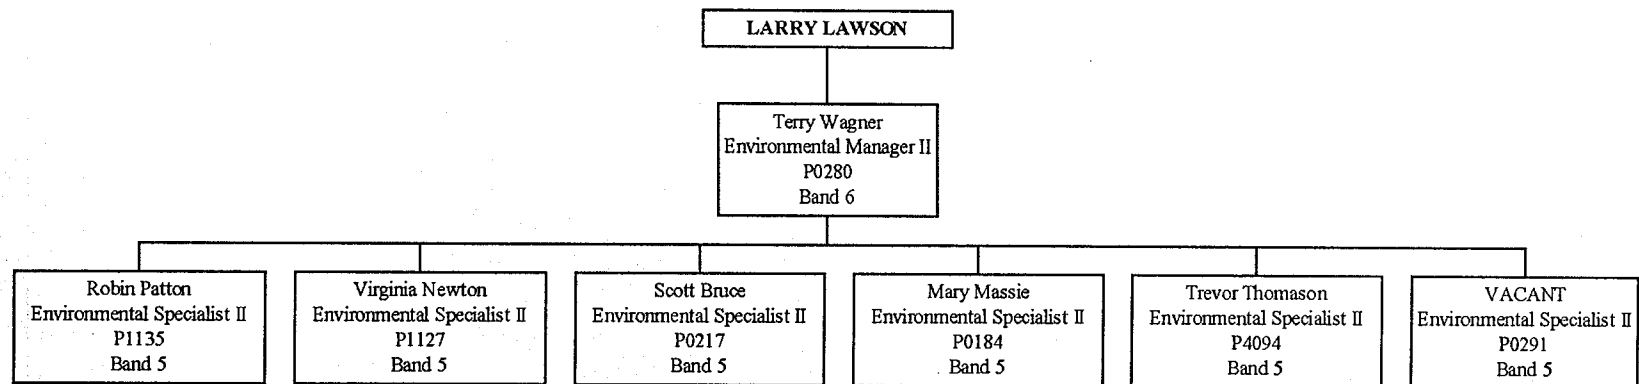 LARRY LAWSON
Terry Wagner
Environmental Manager II
P0280
Band 6
Robin Patton
Environmental Specialist II
P1135
Band 5
Virginia Newton
Environmental Specialist II
P1127
Band 5
Scott Bruce
Environmental Specialist II
P0217
Band 5
Mary Massie
Environmental Specialist II
P0184
Band 5
Trevor Thomason
Environmental Specialist II
P4094
Band 5
VACANT
Environmental Specialist II
P0291
Band 5